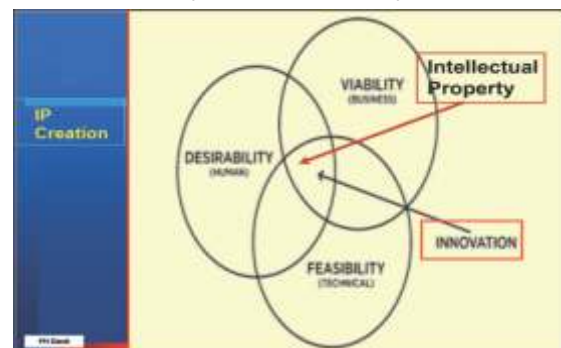 IP
Creation
VIABILITY
(BUSINESS)
Intellectual
Property
DESIRABILITY
(HUMAN)
INNOVATION
FEASIBILITY
(TECHNICAL)